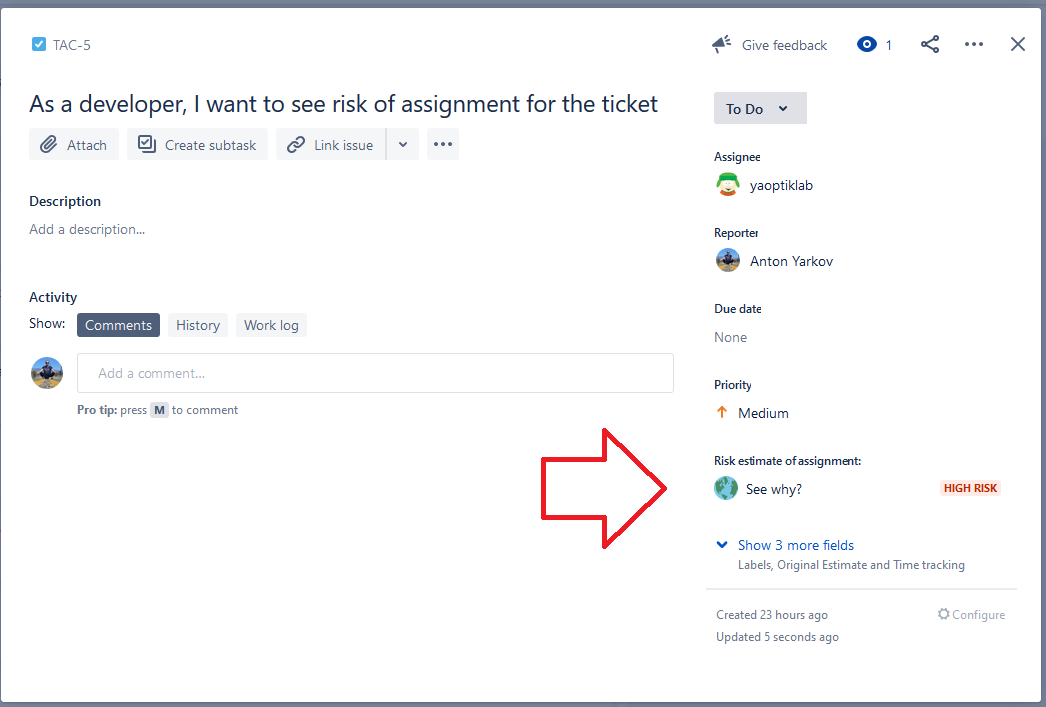 TAC-5
Give feedback
1
As a developer, I want to see risk of assignment for the ticket
Attach
Create subtask
Link issue
Description
Add a description...
Activity
Show:
Comments
History
Work log
Add a comment...
Pro tip: press M to comment
To Do
Assignee
yaoptiklab
Reporter
Anton Yarkov
Due date
None
Priority
Medium
Risk estimate of assignment:
See why?
HIGH RISK
Show 3 more fields
Labels, Original Estimate and Time tracking
Created 23 hours ago
Configure
Updated 5 seconds ago